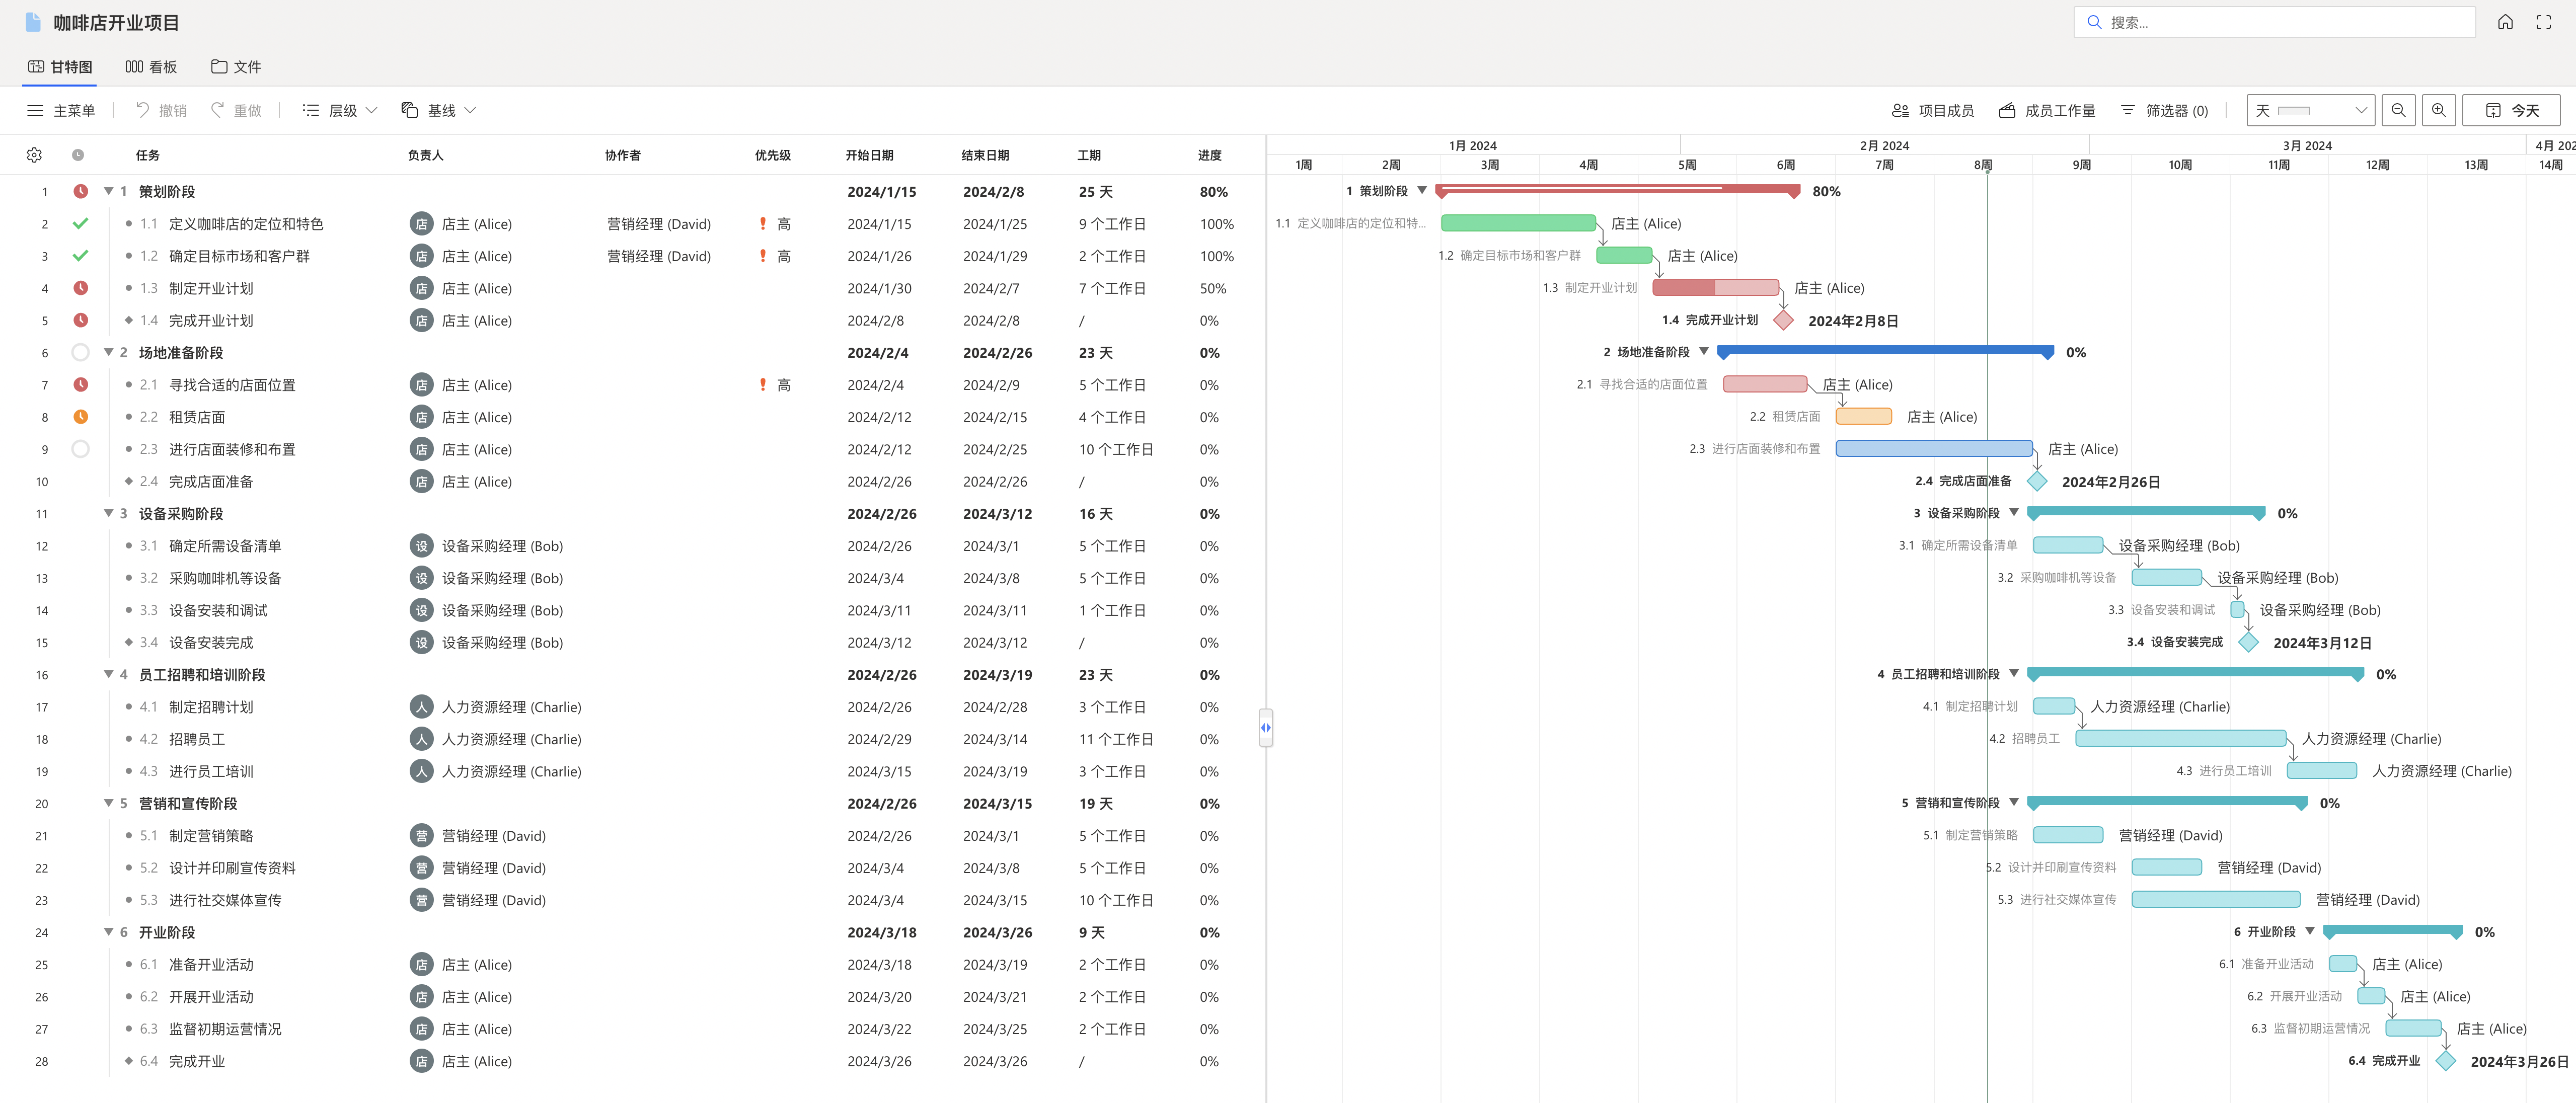 咖啡店开业项目
搜索...
甘特图 看板 文件
主菜单 撤销 重做 层级 基线 项目成员 成员工作量 筛选器 (0) 天 今天
任务 负责人 协作者 优先级 开始日期 结束日期 工期 进度
1月 2024 2月 2024 3月 2024 4月 202
1周 2周 3周 4周 5周 6周 7周 8周 9周 10周 11周 12周 13周 14周
1 1 策划阶段 2024/1/15 2024/2/8 25 天 80% 1 策划阶段 80%
2 1.1 定义咖啡店的定位和特色 店 店主 (Alice) 营销经理 (David) 高 2024/1/15 2024/1/25 9 个工作日 100% 1.1 定义咖啡店的定位和特... 店主 (Alice)
3 1.2 确定目标市场和客户群 店 店主 (Alice) 营销经理 (David) 高 2024/1/26 2024/1/29 2 个工作日 100% 1.2 确定目标市场和客户群 店主 (Alice)
4 1.3 制定开业计划 店 店主 (Alice) 2024/1/30 2024/2/7 7 个工作日 50% 1.3 制定开业计划 店主 (Alice)
5 1.4 完成开业计划 店 店主 (Alice) 2024/2/8 2024/2/8 / 0% 1.4 完成开业计划 2024年2月8日
6 2 场地准备阶段 2024/2/4 2024/2/26 23 天 0% 2 场地准备阶段 0%
7 2.1 寻找合适的店面位置 店 店主 (Alice) 高 2024/2/4 2024/2/9 5 个工作日 0% 2.1 寻找合适的店面位置 店主 (Alice)
8 2.2 租赁店面 店 店主 (Alice) 2024/2/12 2024/2/15 4 个工作日 0% 2.2 租赁店面 店主 (Alice)
9 2.3 进行店面装修和布置 店 店主 (Alice) 2024/2/12 2024/2/25 10 个工作日 0% 2.3 进行店面装修和布置 店主 (Alice)
10 2.4 完成店面准备 店 店主 (Alice) 2024/2/26 2024/2/26 / 0% 2.4 完成店面准备 2024年2月26日
11 3 设备采购阶段 2024/2/26 2024/3/12 16 天 0% 3 设备采购阶段 0%
12 3.1 确定所需设备清单 设 设备采购经理 (Bob) 2024/2/26 2024/3/1 5 个工作日 0% 3.1 确定所需设备清单 设备采购经理 (Bob)
13 3.2 采购咖啡机等设备 设 设备采购经理 (Bob) 2024/3/4 2024/3/8 5 个工作日 0% 3.2 采购咖啡机等设备 设备采购经理 (Bob)
14 3.3 设备安装和调试 设 设备采购经理 (Bob) 2024/3/11 2024/3/11 1 个工作日 0% 3.3 设备安装和调试 设备采购经理 (Bob)
15 3.4 设备安装完成 设 设备采购经理 (Bob) 2024/3/12 2024/3/12 / 0% 3.4 设备安装完成 2024年3月12日
16 4 员工招聘和培训阶段 2024/2/26 2024/3/19 23 天 0% 4 员工招聘和培训阶段 0%
17 4.1 制定招聘计划 人 人力资源经理 (Charlie) 2024/2/26 2024/2/28 3 个工作日 0% 4.1 制定招聘计划 人力资源经理 (Charlie)
18 4.2 招聘员工 人 人力资源经理 (Charlie) 2024/2/29 2024/3/14 11 个工作日 0% 4.2 招聘员工 人力资源经理 (Charlie)
19 4.3 进行员工培训 人 人力资源经理 (Charlie) 2024/3/15 2024/3/19 3 个工作日 0% 4.3 进行员工培训 人力资源经理 (Charlie)
20 5 营销和宣传阶段 2024/2/26 2024/3/15 19 天 0% 5 营销和宣传阶段 0%
21 5.1 制定营销策略 营 营销经理 (David) 2024/2/26 2024/3/1 5 个工作日 0% 5.1 制定营销策略 营销经理 (David)
22 5.2 设计并印刷宣传资料 营 营销经理 (David) 2024/3/4 2024/3/8 5 个工作日 0% 5.2 设计并印刷宣传资料 营销经理 (David)
23 5.3 进行社交媒体宣传 营 营销经理 (David) 2024/3/4 2024/3/15 10 个工作日 0% 5.3 进行社交媒体宣传 营销经理 (David)
24 6 开业阶段 2024/3/18 2024/3/26 9 天 0% 6 开业阶段 0%
25 6.1 准备开业活动 店 店主 (Alice) 2024/3/18 2024/3/19 2 个工作日 0% 6.1 准备开业活动 店主 (Alice)
26 6.2 开展开业活动 店 店主 (Alice) 2024/3/20 2024/3/21 2 个工作日 0% 6.2 开展开业活动 店主 (Alice)
27 6.3 监督初期运营情况 店 店主 (Alice) 2024/3/22 2024/3/25 2 个工作日 0% 6.3 监督初期运营情况 店主 (Alice)
28 6.4 完成开业 店 店主 (Alice) 2024/3/26 2024/3/26 / 0% 6.4 完成开业 2024年3月26日